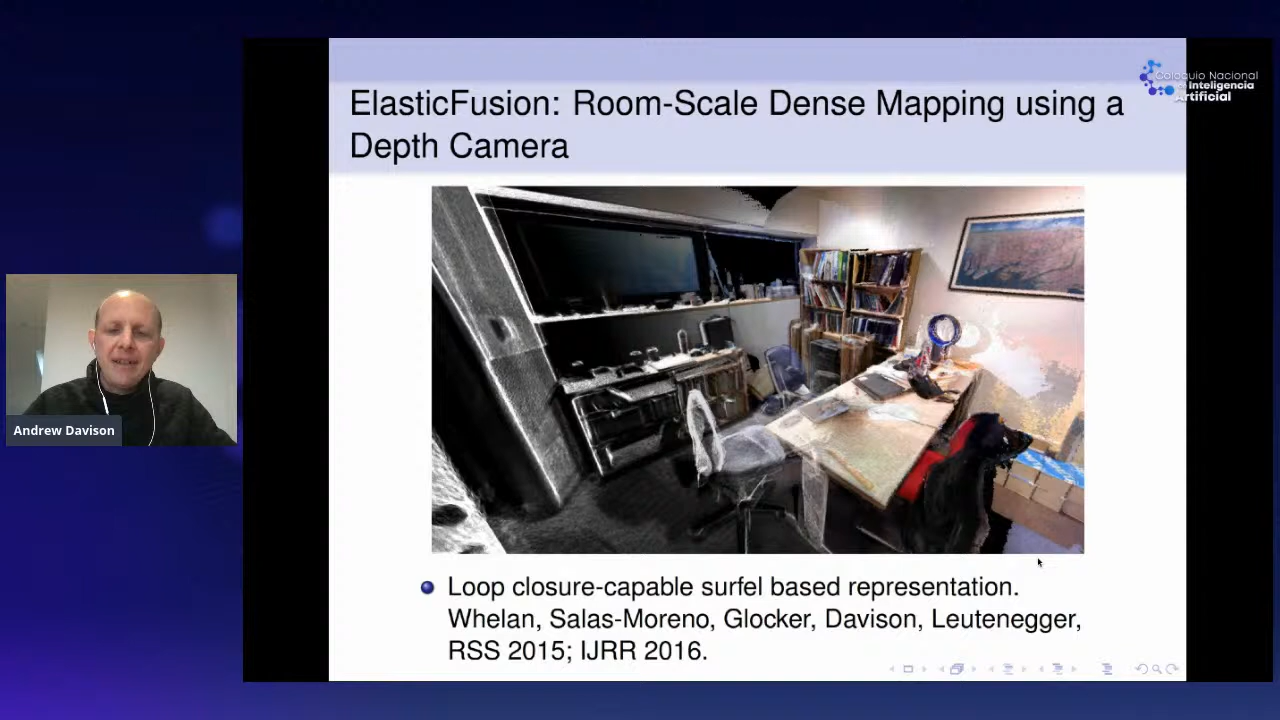 ElasticFusion: Room-Scale Dense Mapping using a
Depth Camera
Coloquio Nacional
de Inteligencia
Artificial
Andrew Davison
Loop closure-capable surfel based representation.
Whelan, Salas-Moreno, Glocker, Davison, Leutenegger,
RSS 2015; IJRR 2016.